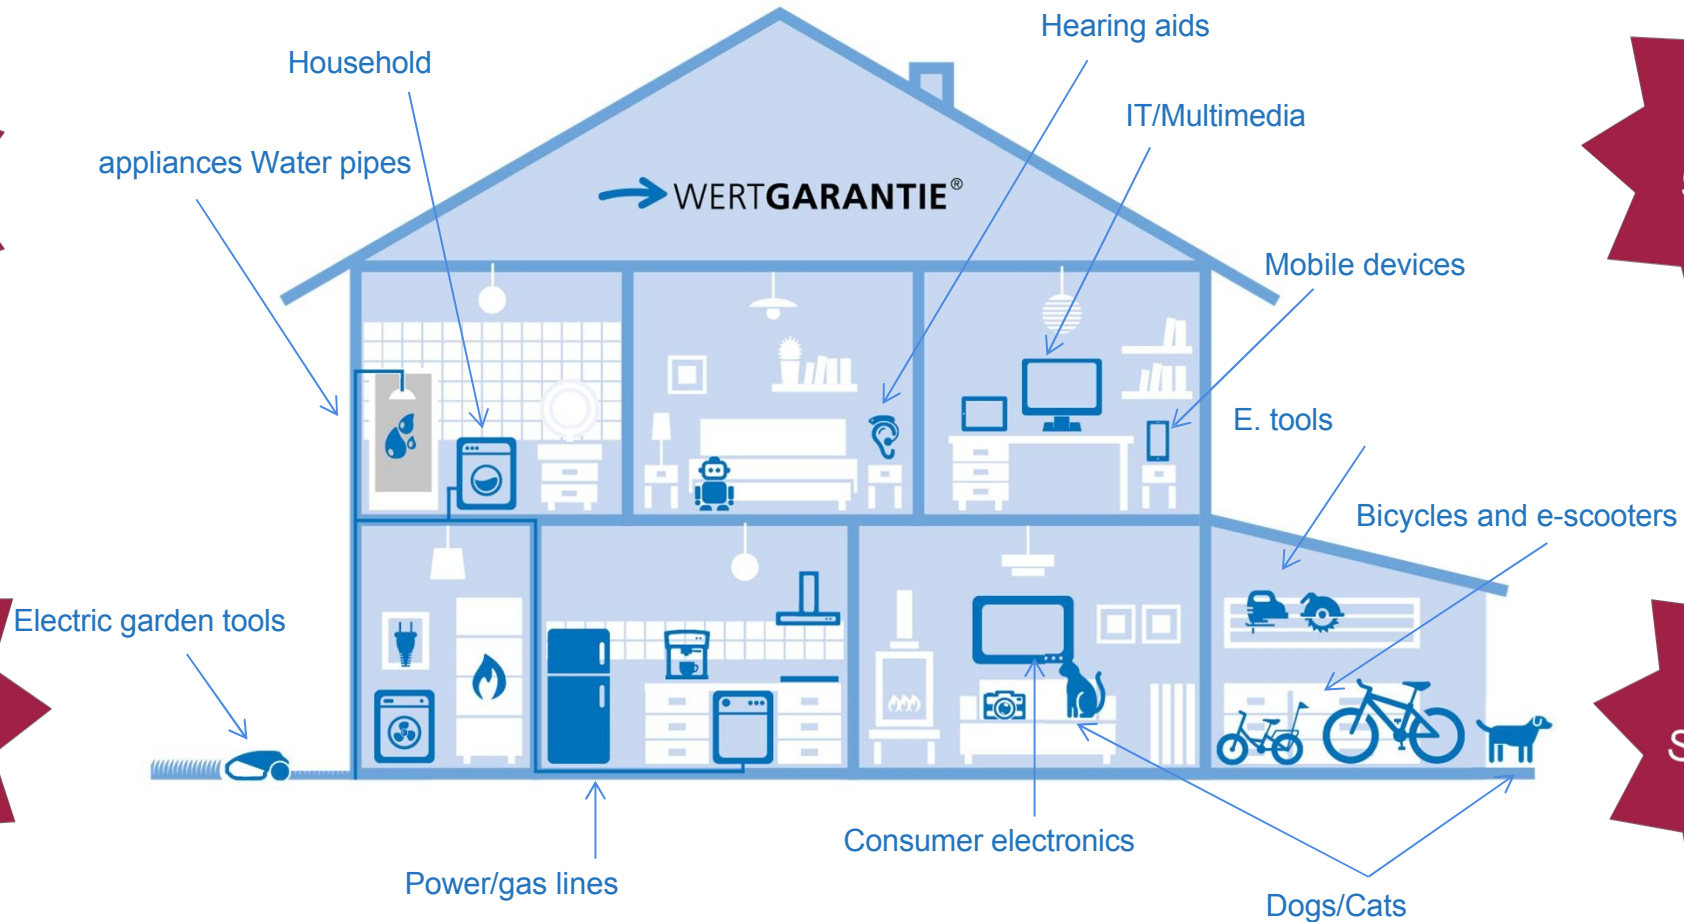 Hearing aids
Household
IT/Multimedia
appliances Water pipes
WERTGARANTIE®
Mobile devices
E. tools
Bicycles and e-scooters
Electric garden tools
Consumer electronics
Power/gas lines
Dogs/Cats